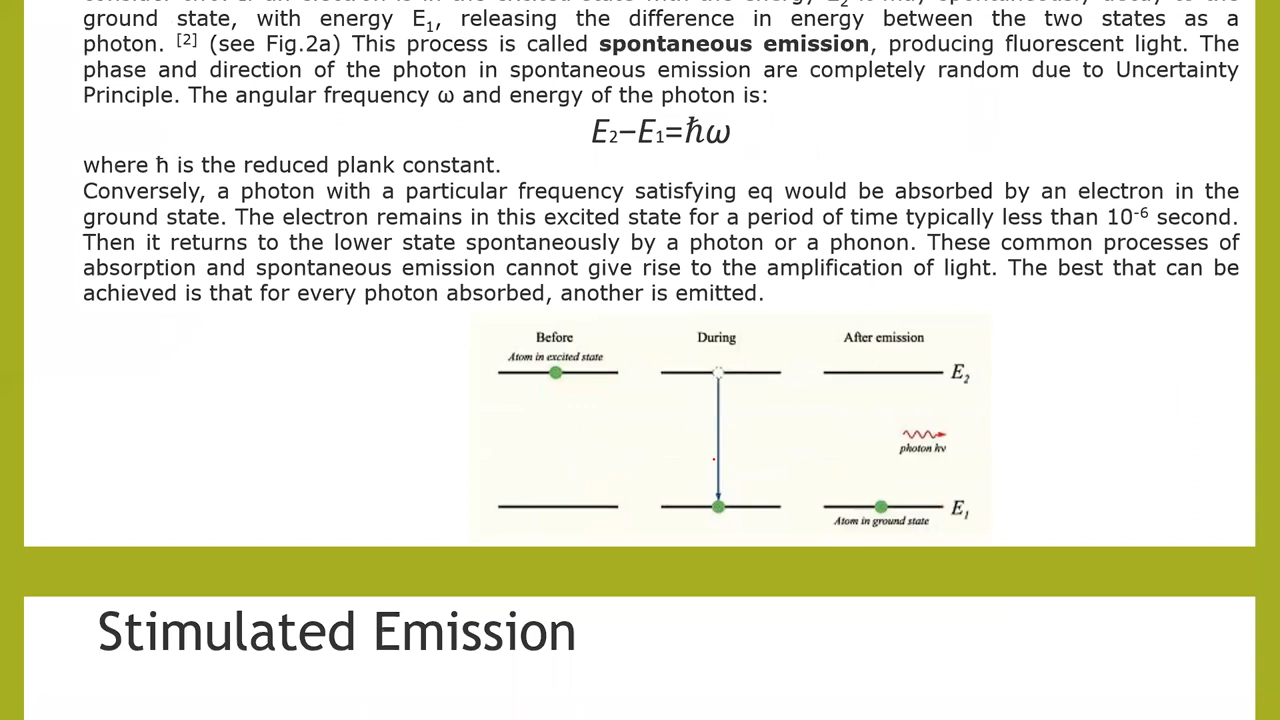 ground state, with energy E₁, releasing the difference in energy between the two states as a
photon. [2] (see Fig.2a) This process is called spontaneous emission, producing fluorescent light. The
phase and direction of the photon in spontaneous emission are completely random due to Uncertainty
Principle. The angular frequency ω and energy of the photon is:
E₂−E₁=ℏω
where ħ is the reduced plank constant.
Conversely, a photon with a particular frequency satisfying eq would be absorbed by an electron in the
ground state. The electron remains in this excited state for a period of time typically less than 10⁻⁶ second.
Then it returns to the lower state spontaneously by a photon or a phonon. These common processes of
absorption and spontaneous emission cannot give rise to the amplification of light. The best that can be
achieved is that for every photon absorbed, another is emitted.
Before During After emission
Atom in excited state
E₂
photon hν
E₁
Atom in ground state
Stimulated Emission